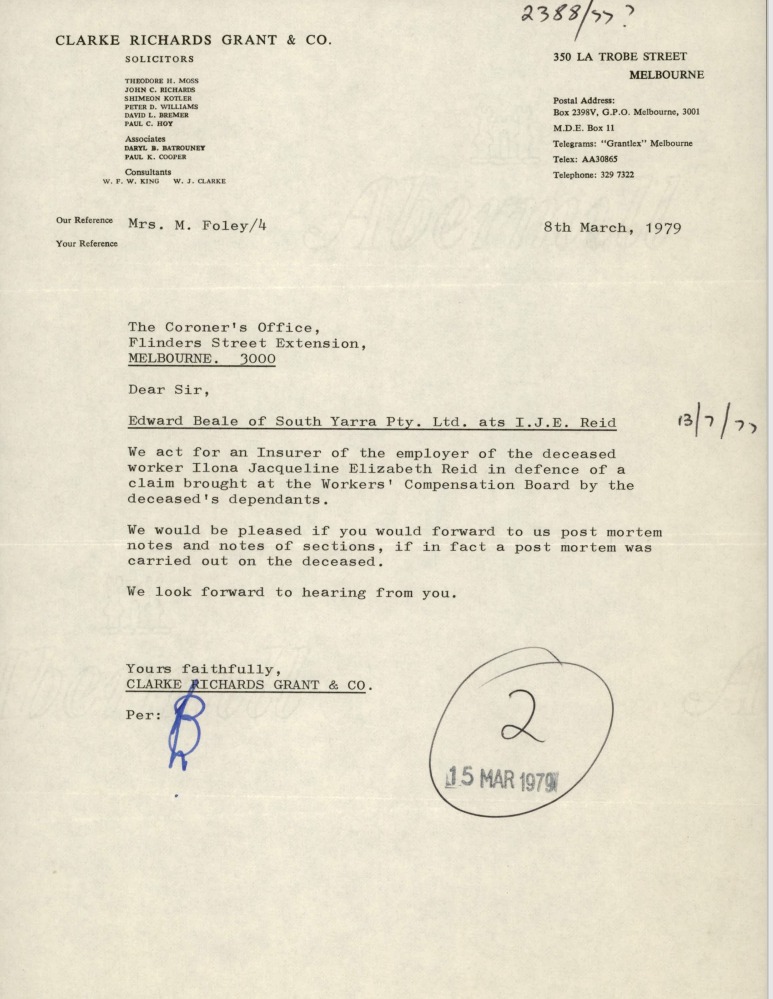 2388/77?
CLARKE RICHARDS GRANT & CO.
SOLICITORS
THEODORE H. MOSS
JOHN C. RICHARDS
SHIMEON KOTLER
PETER D. WILLIAMS
DAVID L. BREMER
PAUL C. HOY
Associates
DARYL B. BATROUNEY
PAUL K. COOPER
Consultants
W. F. W. KING W. J. CLARKE
350 LA TROBE STREET
MELBOURNE
Postal Address:
Box 2398V, G.P.O. Melbourne, 3001
M.D.E. Box 11
Telegrams: "Grantlex" Melbourne
Telex: AA30865
Telephone: 329 7322
Our Reference Mrs. M. Foley/4
8th March, 1979
Your Reference
The Coroner's Office,
Flinders Street Extension,
MELBOURNE. 3000
Dear Sir,
Edward Beale of South Yarra Pty. Ltd. ats I.J.E. Reid
13/7/77
We act for an Insurer of the employer of the deceased
worker Ilona Jacqueline Elizabeth Reid in defence of a
claim brought at the Workers' Compensation Board by the
deceased's dependants.
We would be pleased if you would forward to us post mortem
notes and notes of sections, if in fact a post mortem was
carried out on the deceased.
We look forward to hearing from you.
Yours faithfully,
CLARKE RICHARDS GRANT & CO.
Per:
2
15 MAR 1979